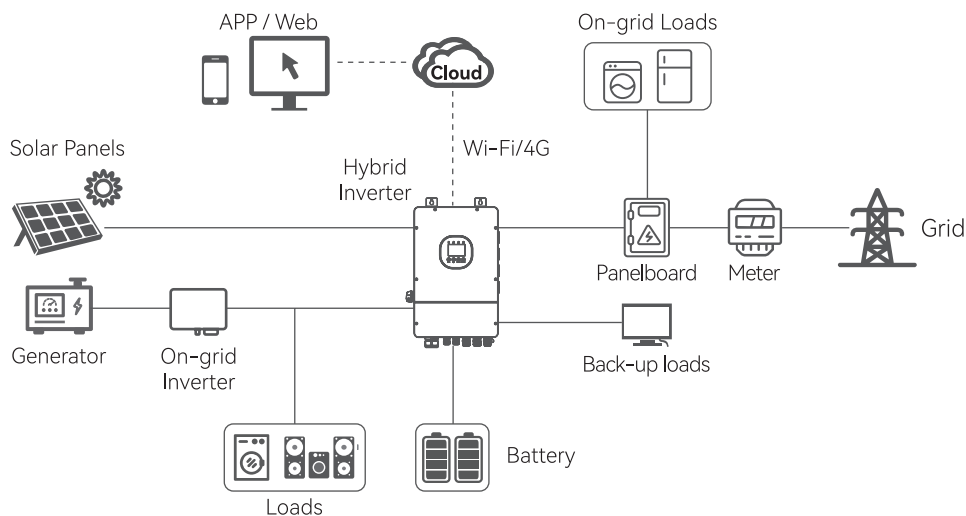 APP / Web
On-grid Loads
Cloud
Solar Panels
Wi-Fi/4G
Hybrid
Inverter
Grid
Panelboard
Meter
Generator
On-grid
Inverter
Back-up loads
Battery
Loads